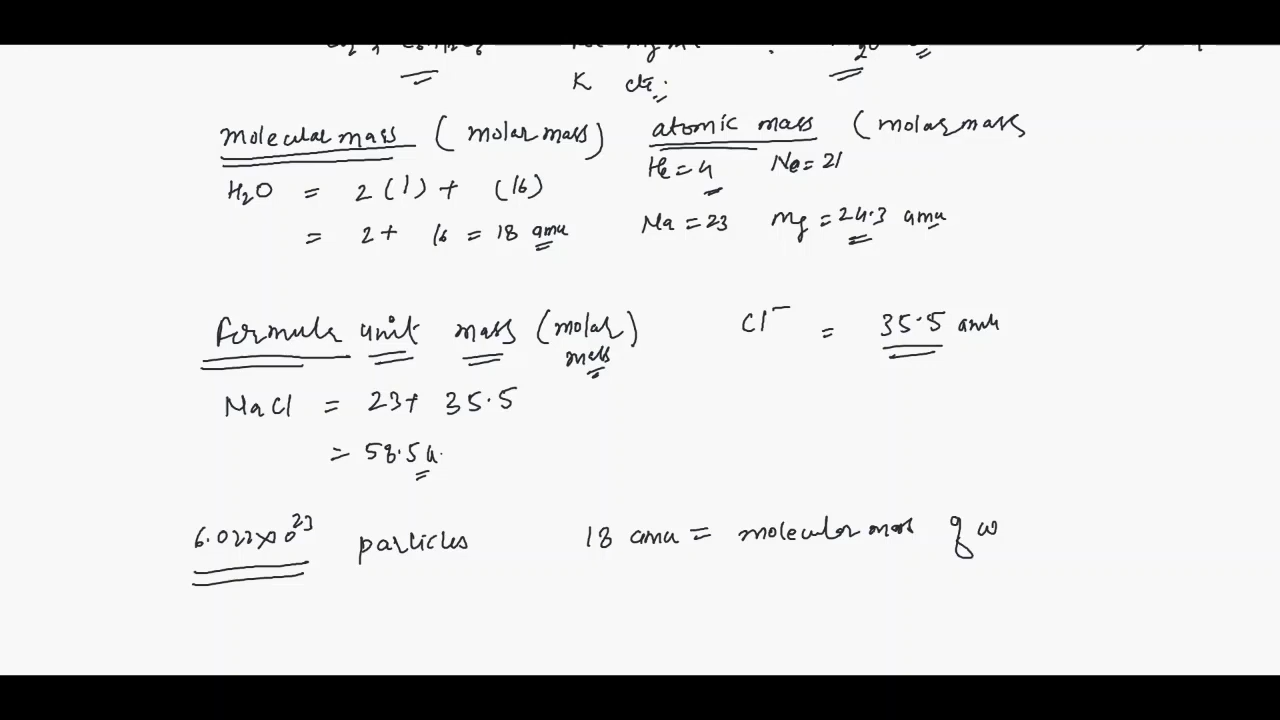 K etc;
molecular mass (molar mass)
H₂O = 2 (1) + (16)
= 2 + 16 = 18 amu
atomic mass (molar mass
He = 4 Ne = 21
Na = 23 Mg = 24.3 amu
Formula unit mass (molar mass)
NaCl = 23 + 35.5
= 58.5 a.
Cl⁻ = 35.5 amu
6.022×10²³ particles
18 amu = molecular mass of w